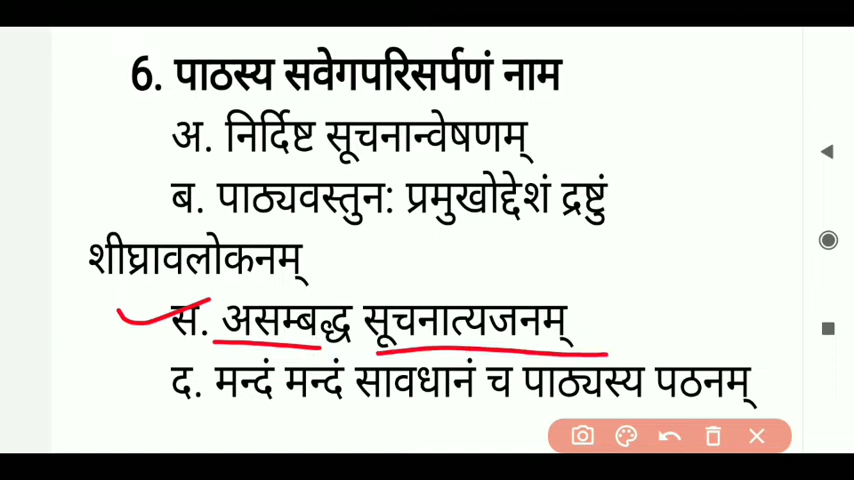 6. पाठस्य सवेगपरिसर्पणं नाम
अ. निर्दिष्ट सूचनान्वेषणम्
ब. पाठ्यवस्तुन: प्रमुखोद्देशं द्रष्टुं
शीघ्रावलोकनम्
स. असम्बद्ध सूचनात्यजनम्
द. मन्दं मन्दं सावधानं च पाठ्यस्य पठनम्